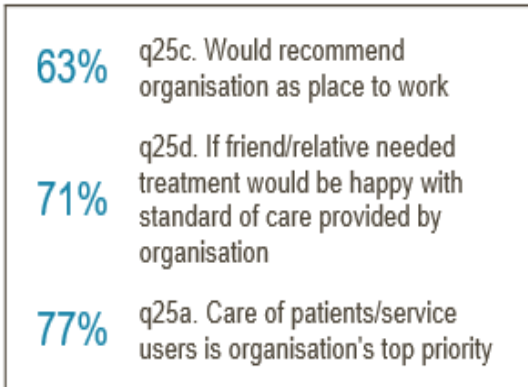 63%
q25c. Would recommend
organisation as place to work
71%
q25d. If friend/relative needed
treatment would be happy with
standard of care provided by
organisation
77%
q25a. Care of patients/service
users is organisation's top priority